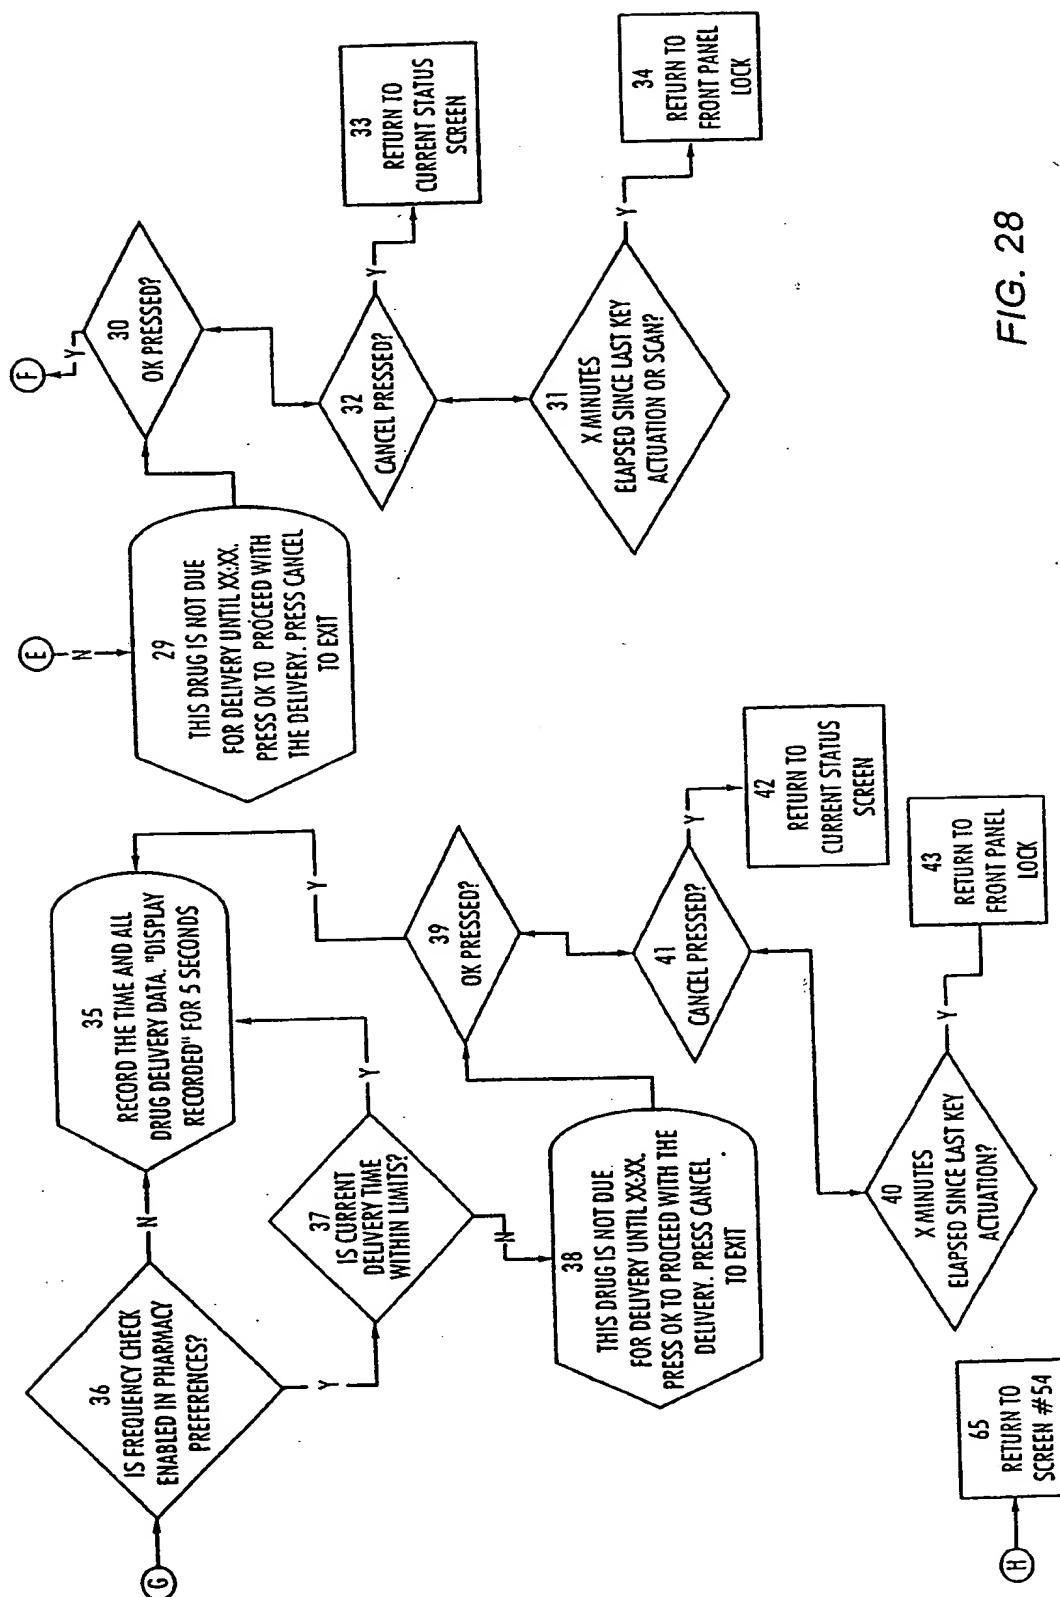 G
36
IS FREQUENCY CHECK
ENABLED IN PHARMACY
PREFERENCES?
N
Y
35
RECORD THE TIME AND ALL
DRUG DELIVERY DATA. "DISPLAY
RECORDED" FOR 5 SECONDS
37
IS CURRENT
DELIVERY TIME
WITHIN LIMITS?
Y
N
38
THIS DRUG IS NOT DUE
FOR DELIVERY UNTIL XX:XX.
PRESS OK TO PROCEED WITH THE
DELIVERY. PRESS CANCEL
TO EXIT
39
OK PRESSED?
Y
41
CANCEL PRESSED?
Y
42
RETURN TO
CURRENT STATUS
SCREEN
40
X MINUTES
ELAPSED SINCE LAST KEY
ACTUATION?
Y
43
RETURN TO
FRONT PANEL
LOCK
H
65
RETURN TO
SCREEN #54
E
N
29
THIS DRUG IS NOT DUE
FOR DELIVERY UNTIL XX:XX.
PRESS OK TO PROCEED WITH
THE DELIVERY. PRESS CANCEL
TO EXIT
30
OK PRESSED?
Y
F
32
CANCEL PRESSED?
Y
33
RETURN TO
CURRENT STATUS
SCREEN
31
X MINUTES
ELAPSED SINCE LAST KEY
ACTUATION OR SCAN?
Y
34
RETURN TO
FRONT PANEL
LOCK
FIG. 28